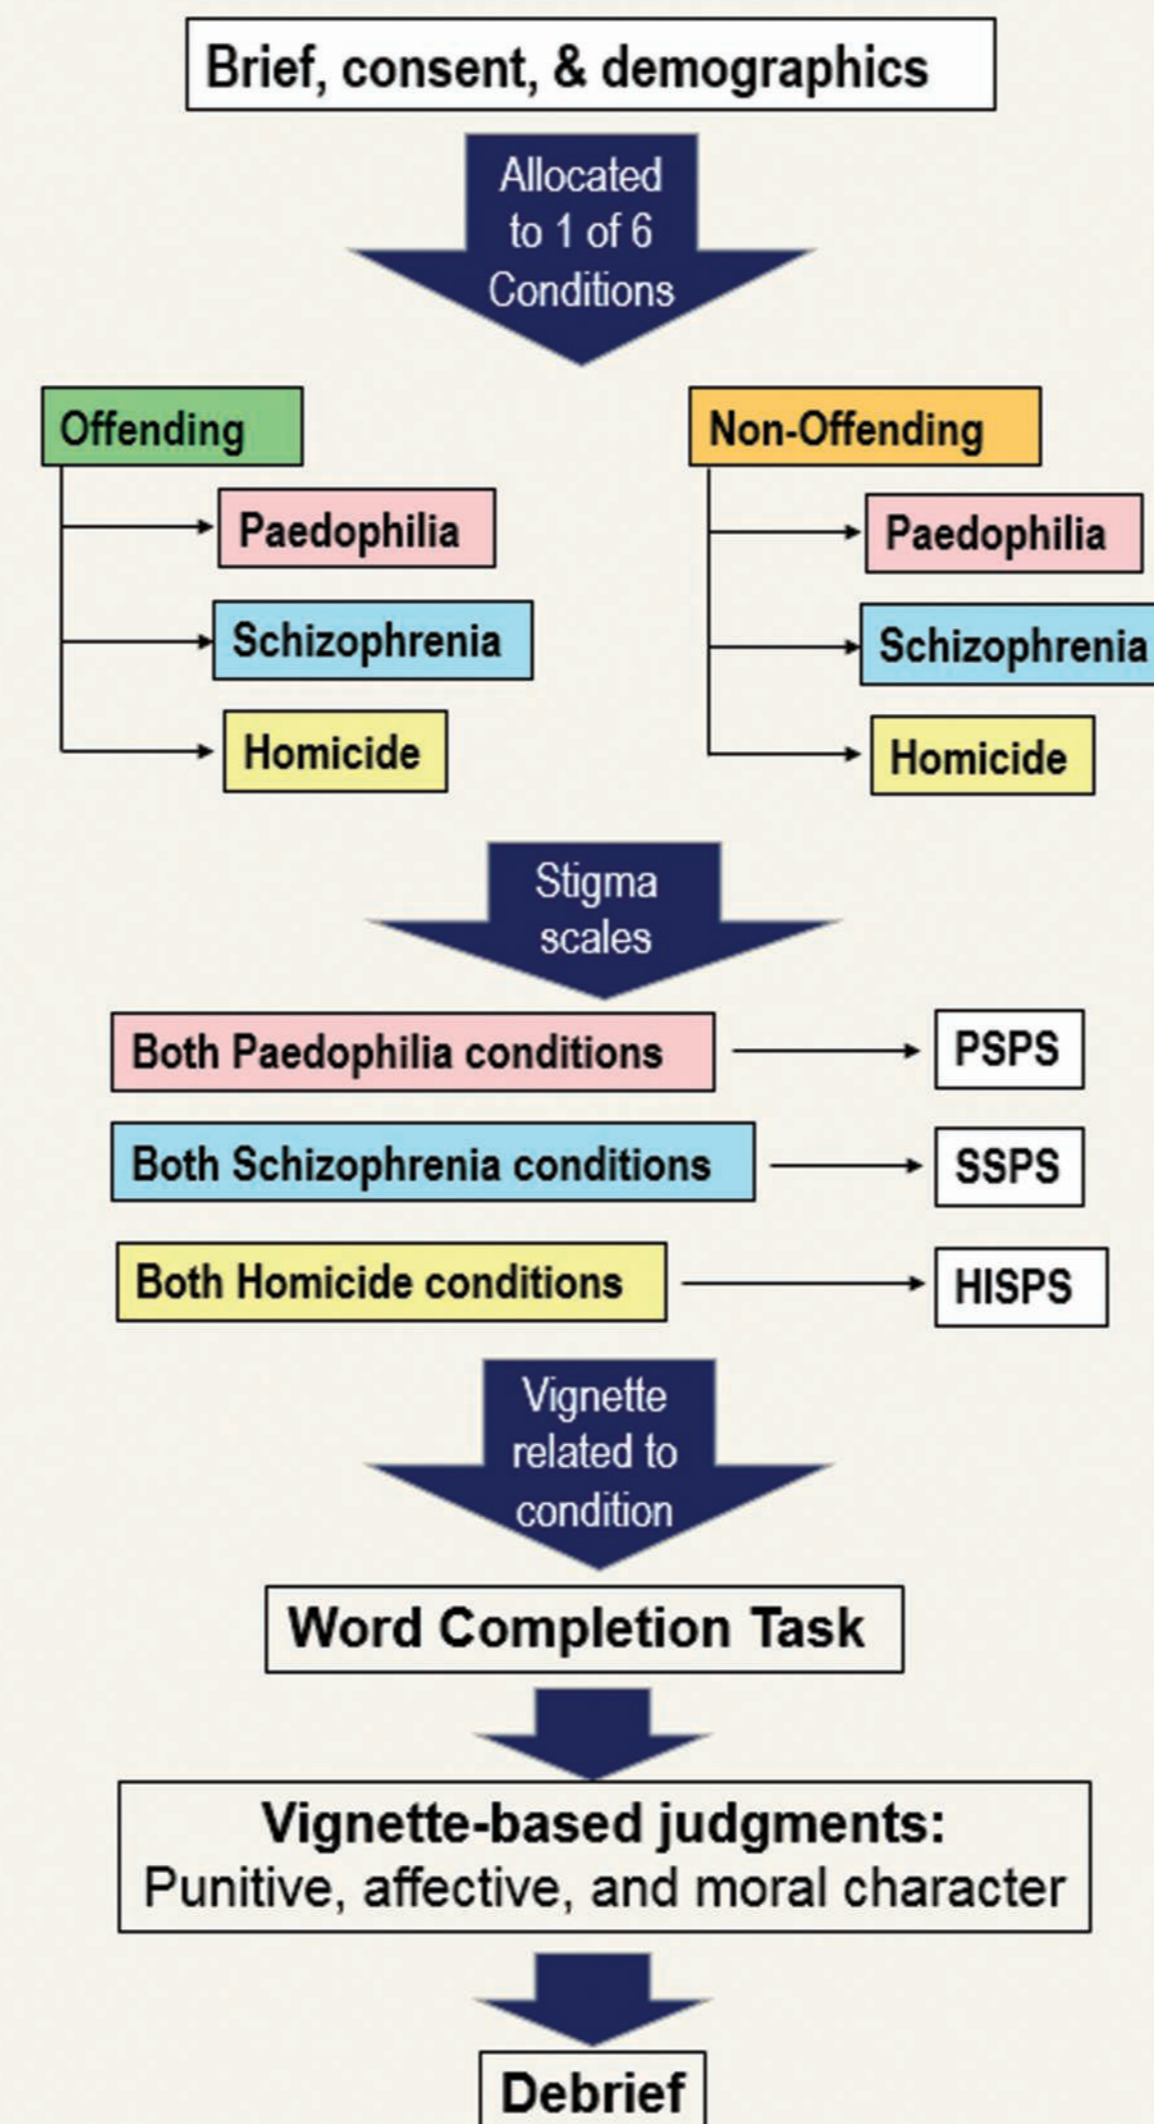 Brief, consent, & demographics
Allocated
to 1 of 6
Conditions
Offending
Paedophilia
Schizophrenia
Homicide
Non-Offending
Paedophilia
Schizophrenia
Homicide
Stigma
scales
Both Paedophilia conditions
PSPS
Both Schizophrenia conditions
SSPS
Both Homicide conditions
HISPS
Vignette
related to
condition
Word Completion Task
Vignette-based judgments:
Punitive, affective, and moral character
Debrief